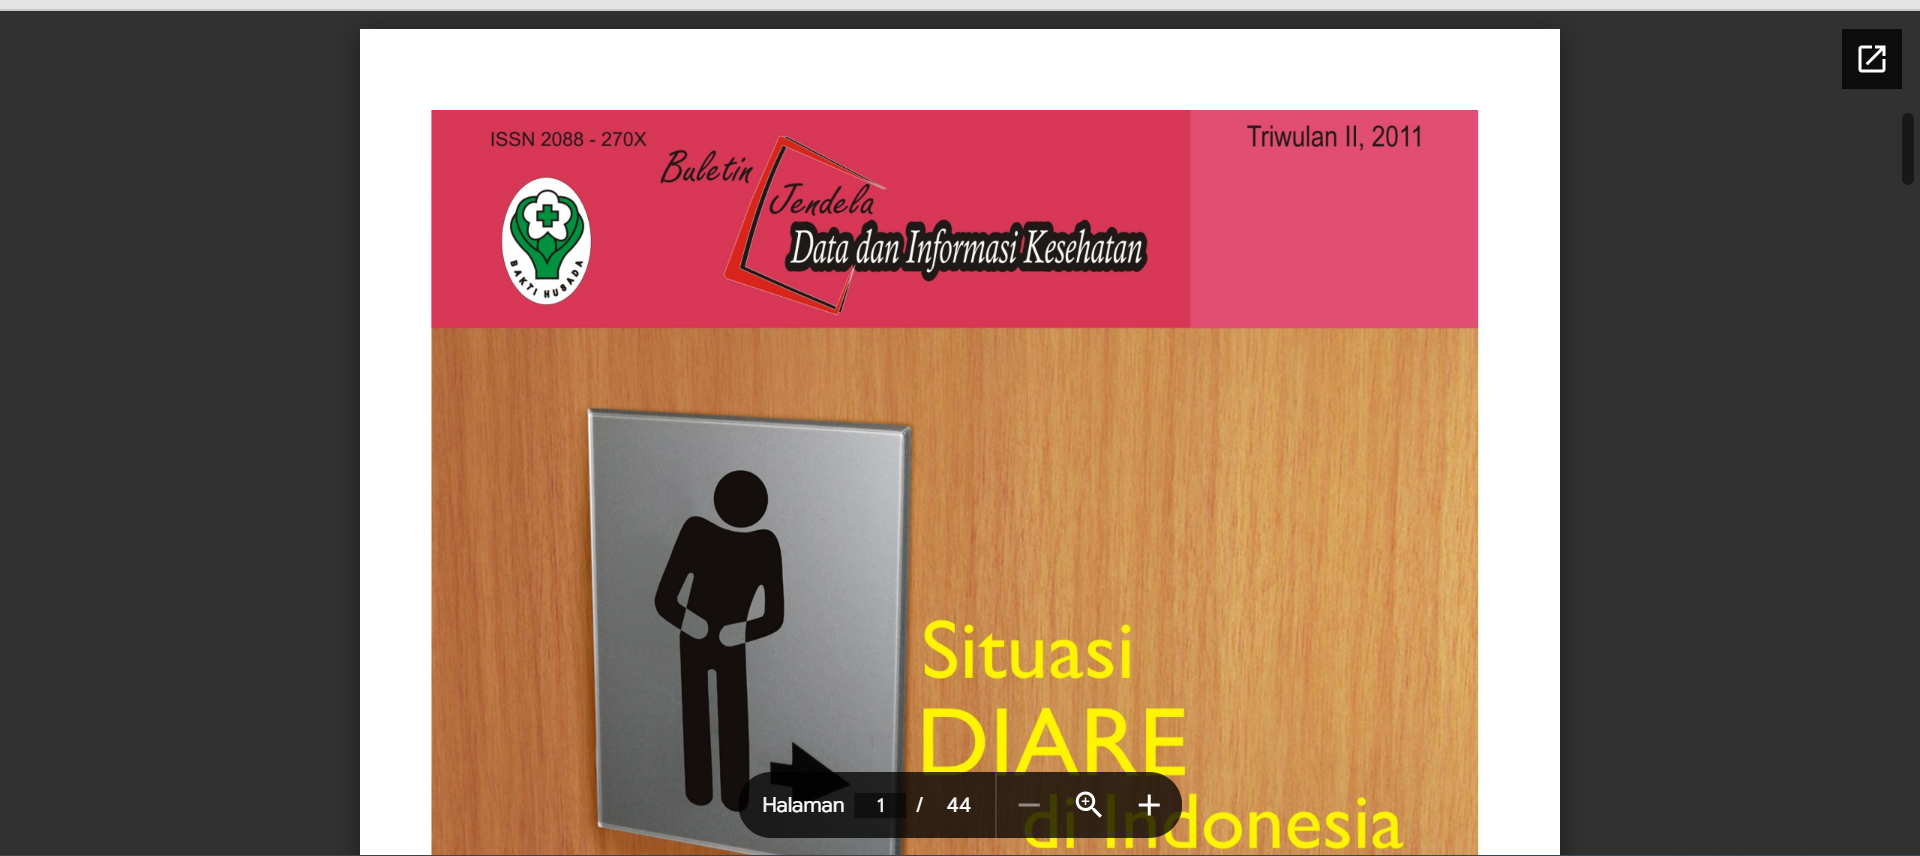 ISSN 2088 - 270X
Triwulan II, 2011
Buletin
Jendela
Data dan Informasi Kesehatan
BAKTI HUSADA
Situasi
DIARE
di Indonesia
Halaman 1 / 44